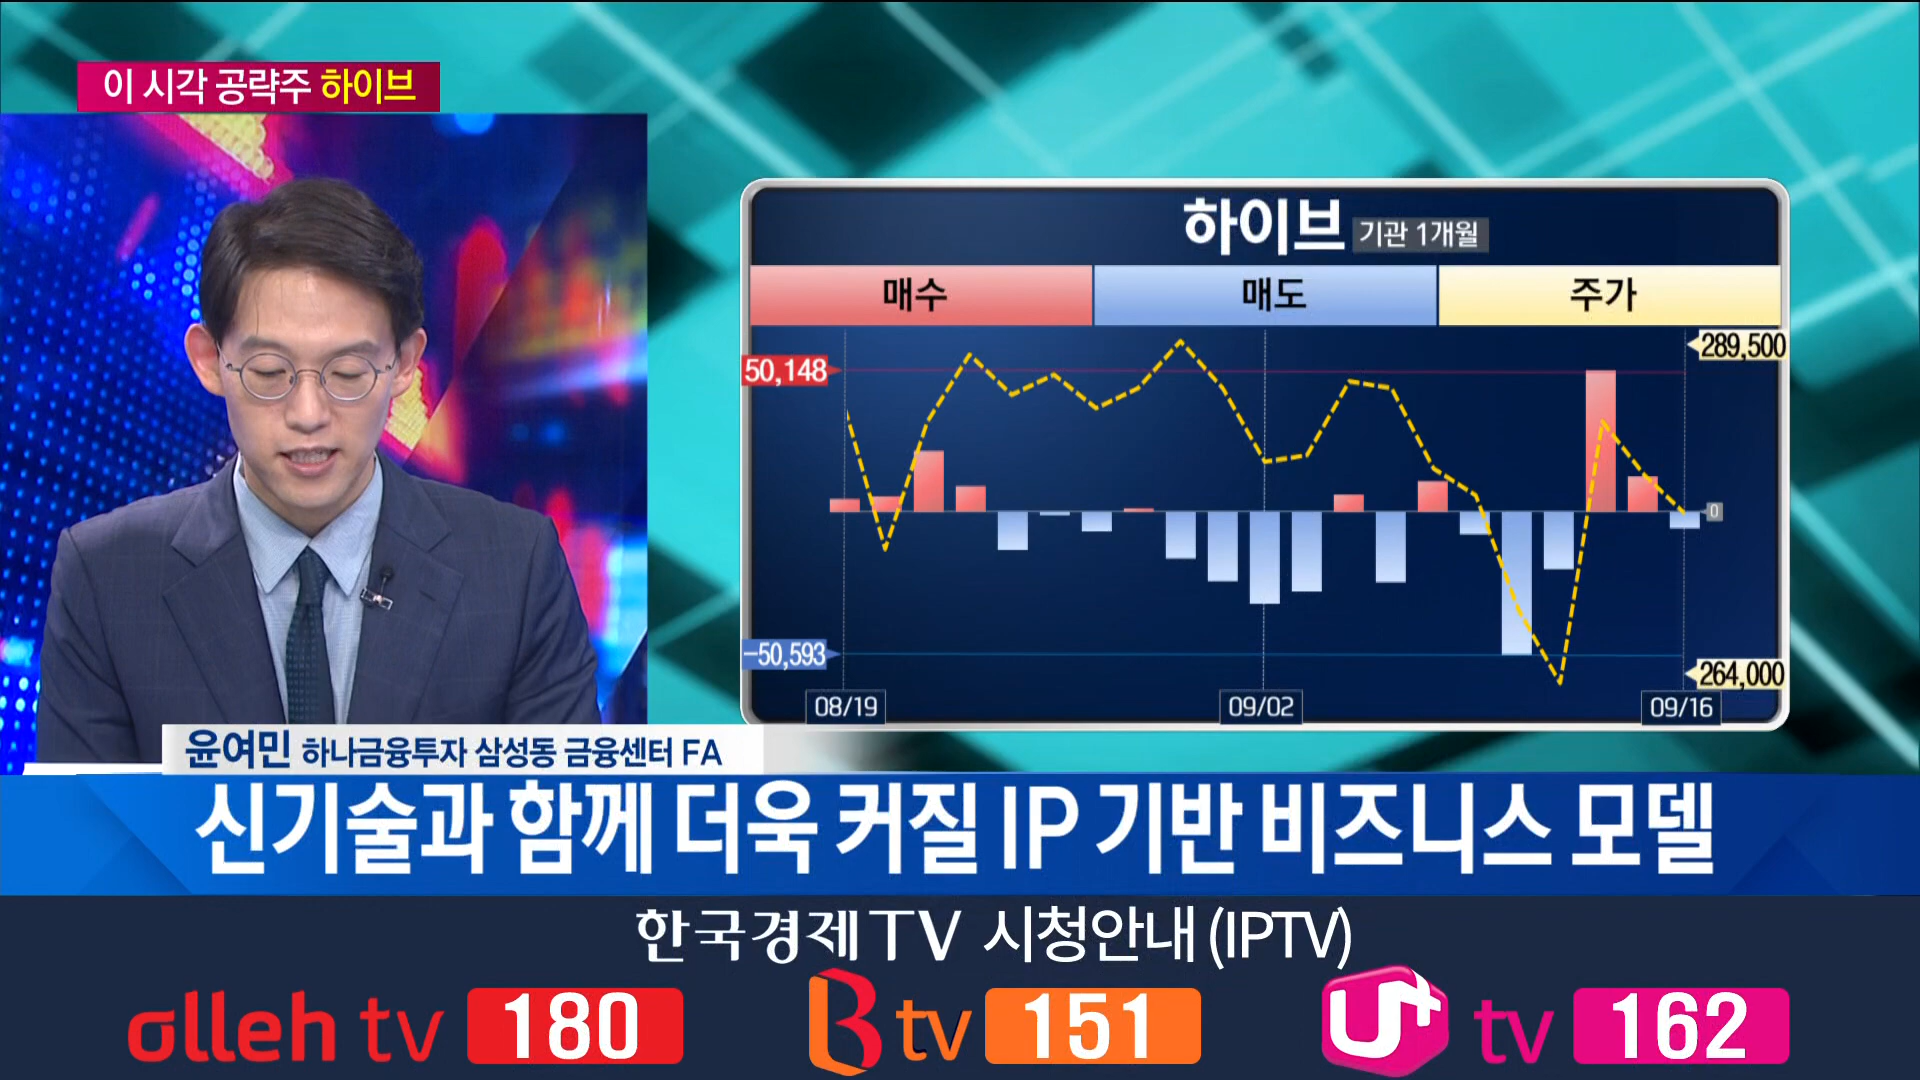 이 시각 공략주 하이브
하이브 기관 1개월
매수 매도 주가
289,500
50,148
0
-50,593
264,000
08/19 09/02 09/16
윤여민 하나금융투자 삼성동 금융센터 FA
신기술과 함께 더욱 커질 IP 기반 비즈니스 모델
한국경제TV 시청안내 (IPTV)
olleh tv 180 B tv 151 U+ tv 162